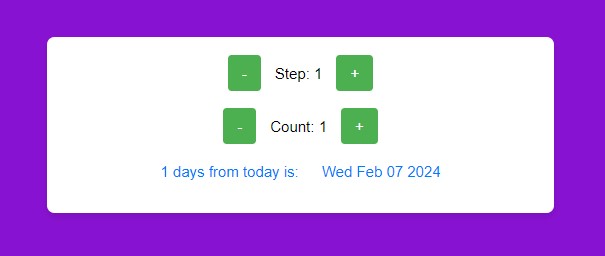 - Step: 1 +
- Count: 1 +
1 days from today is: Wed Feb 07 2024